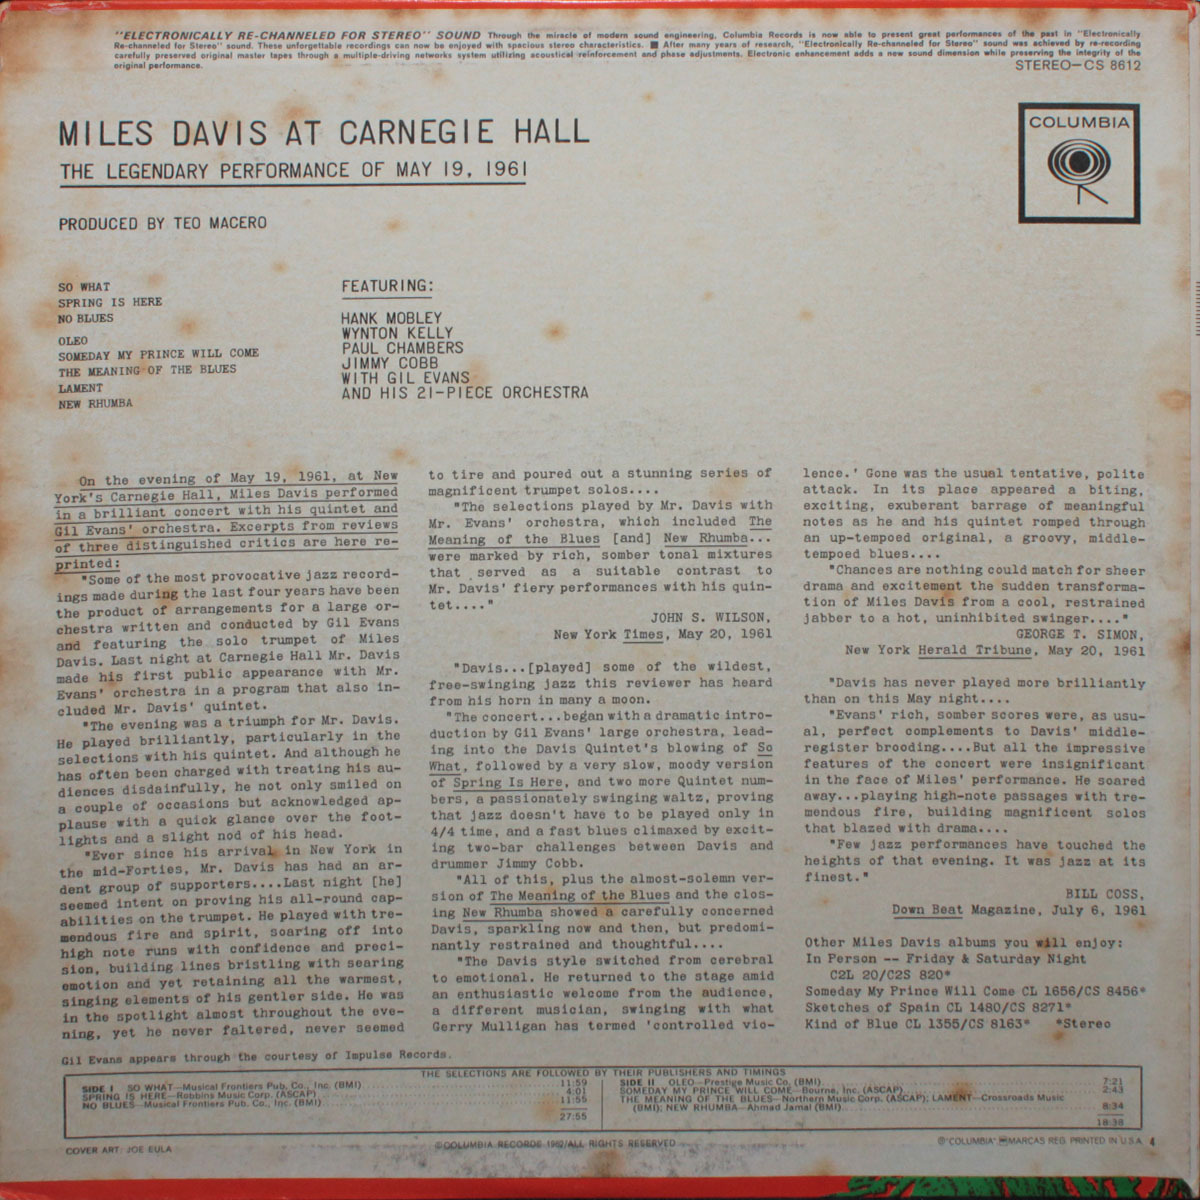 "ELECTRONICALLY RE-CHANNELED FOR STEREO" SOUND Through the miracle of modern sound engineering, Columbia Records is now able to present great performances of the past in "Electronically
Re-channeled for Stereo" sound. These unforgettable recordings can now be enjoyed with spacious stereo characteristics. ■ After many years of research, "Electronically Re-channeled for Stereo" sound was achieved by re-recording
carefully preserved original master tapes through a multiple-driving networks system utilizing acoustical reinforcement and phase adjustments. Electronic enhancement adds a new sound dimension while preserving the integrity of the
original performance.
STEREO—CS 8612
MILES DAVIS AT CARNEGIE HALL
THE LEGENDARY PERFORMANCE OF MAY 19, 1961
COLUMBIA
PRODUCED BY TEO MACERO
SO WHAT
SPRING IS HERE
NO BLUES
OLEO
SOMEDAY MY PRINCE WILL COME
THE MEANING OF THE BLUES
LAMENT
NEW RHUMBA
FEATURING:
HANK MOBLEY
WYNTON KELLY
PAUL CHAMBERS
JIMMY COBB
WITH GIL EVANS
AND HIS 21-PIECE ORCHESTRA
On the evening of May 19, 1961, at New
York's Carnegie Hall, Miles Davis performed
in a brilliant concert with his quintet and
Gil Evans' orchestra. Excerpts from reviews
of three distinguished critics are here re-
printed:
"Some of the most provocative jazz record-
ings made during the last four years have been
the product of arrangements for a large or-
chestra written and conducted by Gil Evans
and featuring the solo trumpet of Miles
Davis. Last night at Carnegie Hall Mr. Davis
made his first public appearance with Mr.
Evans' orchestra in a program that also in-
cluded Mr. Davis' quintet.
"The evening was a triumph for Mr. Davis.
He played brilliantly, particularly in the
selections with his quintet. And although he
has often been charged with treating his au-
diences disdainfully, he not only smiled on
a couple of occasions but acknowledged ap-
plause with a quick glance over the foot-
lights and a slight nod of his head.
"Ever since his arrival in New York in
the mid-Forties, Mr. Davis has had an ar-
dent group of supporters....Last night [he]
seemed intent on proving his all-round cap-
abilities on the trumpet. He played with tre-
mendous fire and spirit, soaring off into
high note runs with confidence and preci-
sion, building lines bristling with searing
emotion and yet retaining all the warmest,
singing elements of his gentler side. He was
in the spotlight almost throughout the eve-
ning, yet he never faltered, never seemed
to tire and poured out a stunning series of
magnificent trumpet solos....
"The selections played by Mr. Davis with
Mr. Evans' orchestra, which included The
Meaning of the Blues [and] New Rhumba...
were marked by rich, somber tonal mixtures
that served as a suitable contrast to
Mr. Davis' fiery performances with his quin-
tet...."
JOHN S. WILSON,
New York Times, May 20, 1961
"Davis...[played] some of the wildest,
free-swinging jazz this reviewer has heard
from his horn in many a moon.
"The concert...began with a dramatic intro-
duction by Gil Evans' large orchestra, lead-
ing into the Davis Quintet's blowing of So
What, followed by a very slow, moody version
of Spring Is Here, and two more Quintet num-
bers, a passionately swinging waltz, proving
that jazz doesn't have to be played only in
4/4 time, and a fast blues climaxed by excit-
ing two-bar challenges between Davis and
drummer Jimmy Cobb.
"All of this, plus the almost-solemn ver-
sion of The Meaning of the Blues and the clos-
ing New Rhumba showed a carefully concerned
Davis, sparkling now and then, but predomi-
nantly restrained and thoughtful....
"The Davis style switched from cerebral
to emotional. He returned to the stage amid
an enthusiastic welcome from the audience,
a different musician, swinging with what
Gerry Mulligan has termed 'controlled vio-
lence.' Gone was the usual tentative, polite
attack. In its place appeared a biting,
exciting, exuberant barrage of meaningful
notes as he and his quintet romped through
an up-tempoed original, a groovy, middle-
tempoed blues....
"Chances are nothing could match for sheer
drama and excitement the sudden transforma-
tion of Miles Davis from a cool, restrained
jabber to a hot, uninhibited swinger...."
GEORGE T. SIMON,
New York Herald Tribune, May 20, 1961
"Davis has never played more brilliantly
than on this May night....
"Evans' rich, somber scores were, as usu-
al, perfect complements to Davis' middle-
register brooding....But all the impressive
features of the concert were insignificant
in the face of Miles' performance. He soared
away...playing high-note passages with tre-
mendous fire, building magnificent solos
that blazed with drama....
"Few jazz performances have touched the
heights of that evening. It was jazz at its
finest."
BILL COSS,
Down Beat Magazine, July 6, 1961
Other Miles Davis albums you will enjoy:
In Person -- Friday & Saturday Night
C2L 20/C2S 820*
Someday My Prince Will Come CL 1656/CS 8456*
Sketches of Spain CL 1480/CS 8271*
Kind of Blue CL 1355/CS 8163* *Stereo
Gil Evans appears through the courtesy of Impulse Records.
THE SELECTIONS ARE FOLLOWED BY THEIR PUBLISHERS AND TIMINGS
SIDE I SO WHAT—Musical Frontiers Pub. Co., Inc. (BMI) 11:59
SPRING IS HERE—Robbins Music Corp. (ASCAP) 4:01
NO BLUES—Musical Frontiers Pub. Co., Inc. (BMI) 11:55
27:55
SIDE II OLEO—Prestige Music Co. (BMI) 7:21
SOMEDAY MY PRINCE WILL COME—Bourne, Inc. (ASCAP) 2:43
THE MEANING OF THE BLUES—Northern Music Corp. (ASCAP); LAMENT—Crossroads Music
(BMI); NEW RHUMBA—Ahmad Jamal (BMI) 8:34
18:38
COVER ART: JOE EULA
©COLUMBIA RECORDS 1962/ALL RIGHTS RESERVED
®"COLUMBIA", MARCAS REG. PRINTED IN U.S.A. 4